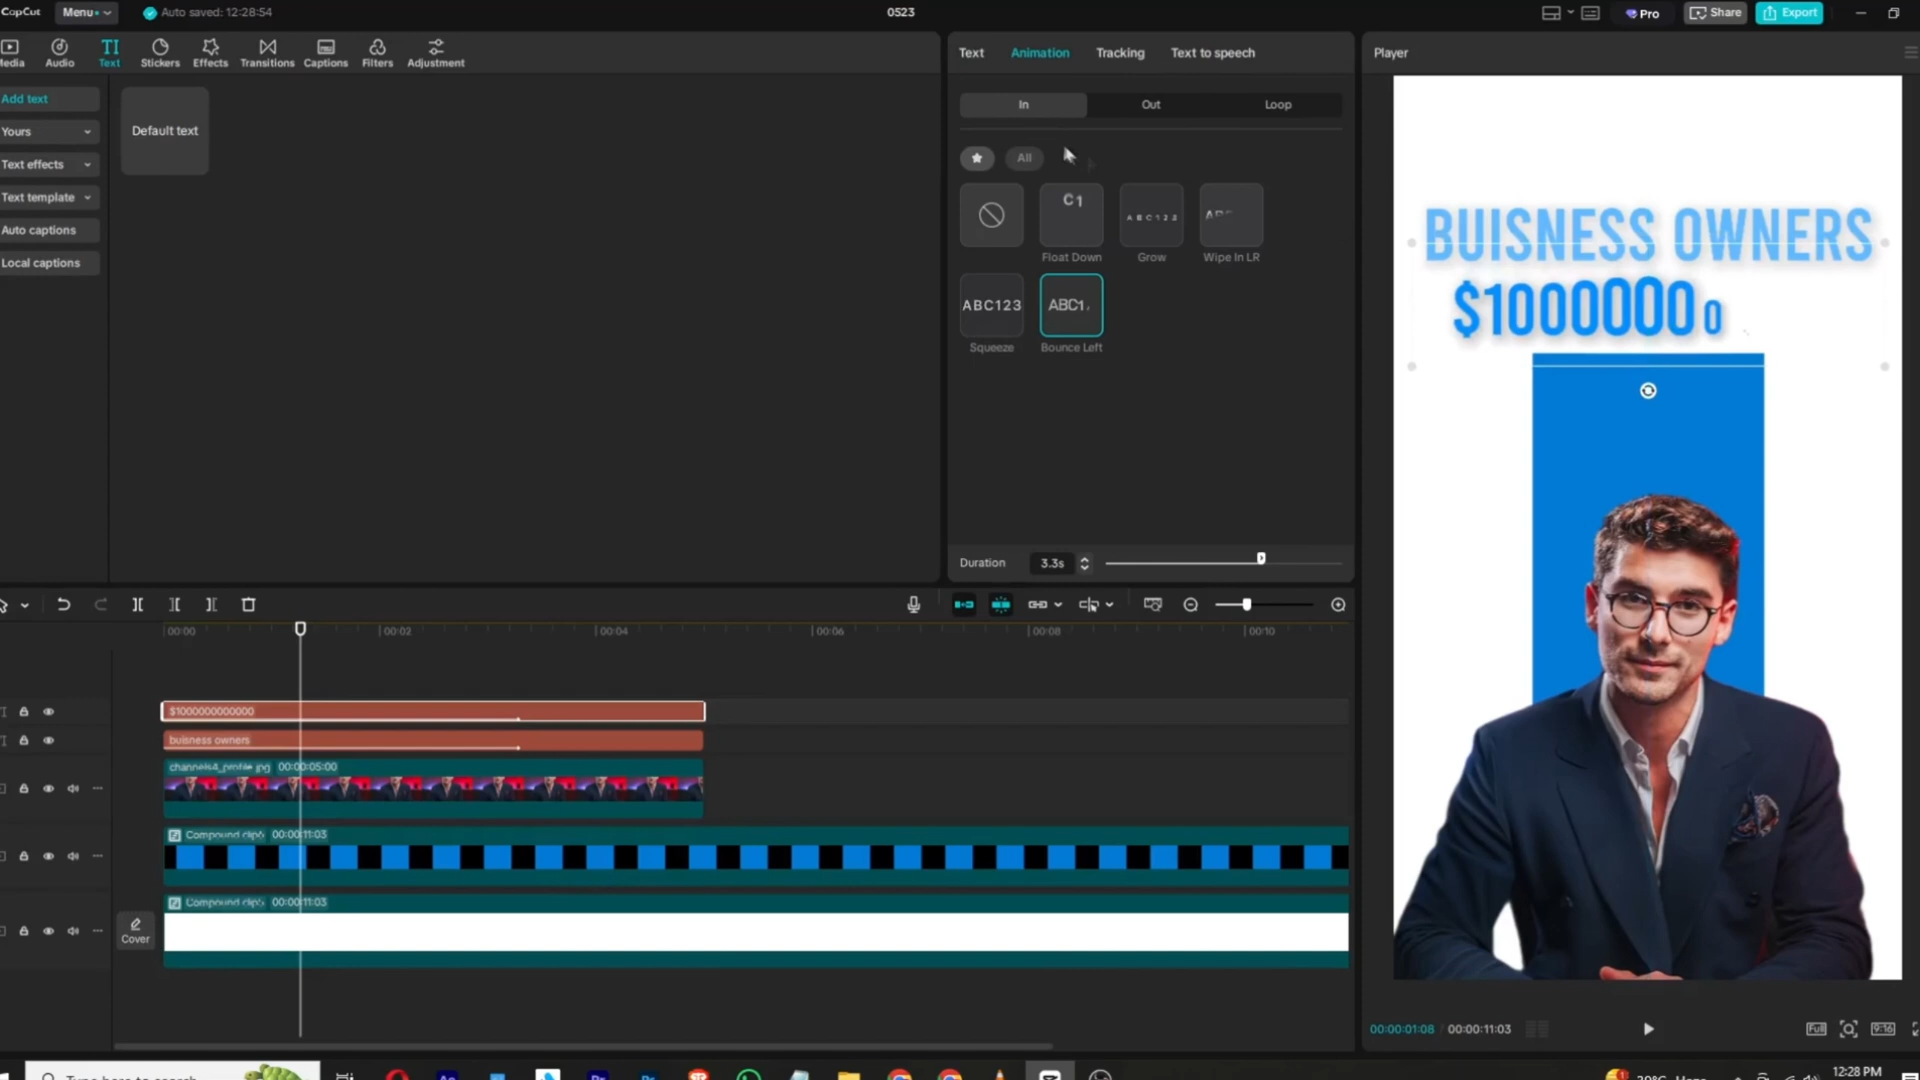 CapCut
Menu
Auto saved: 12:28:54
0523
Pro
Share
Export
Media
Audio
TI
Text
Stickers
Effects
Transitions
Captions
Filters
Adjustment
Add text
Yours
Text effects
Text template
Auto captions
Local captions
Default text
Text
Animation
Tracking
Text to speech
In
Out
Loop
All
C1
Float Down
ABC123
Grow
Wipe In LR
ABC123
Squeeze
ABC1
Bounce Left
Duration
3.3s
Player
BUISNESS OWNERS
$10000000
00:00
00:02
00:04
00:06
00:08
00:10
$1000000000000
buisness owners
channels4_profile.jpg 00:00:05:00
Compound clip 00:00:11:03
Compound clip 00:00:11:03
Cover
00:00:01:08 / 00:00:11:03
Full
9:16
Type here to search
12:28 PM